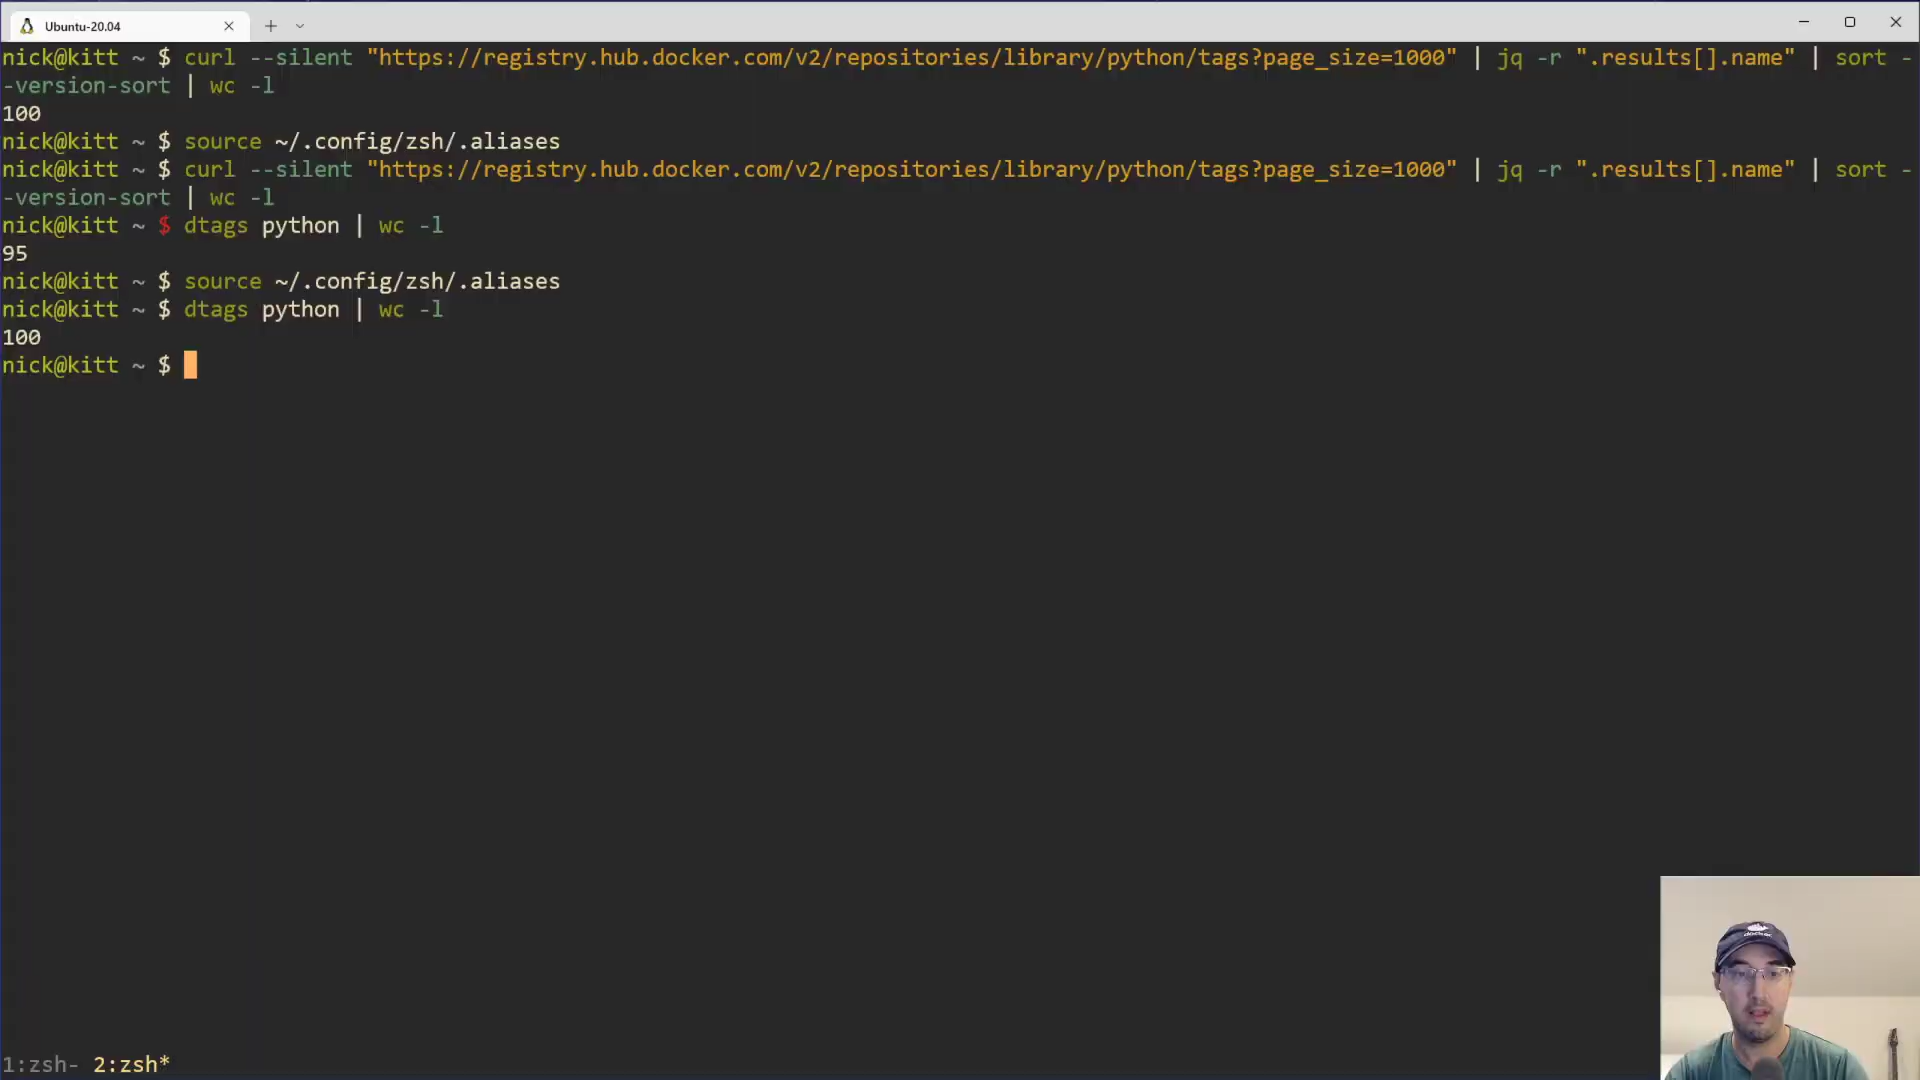 Ubuntu-20.04
nick@kitt ~ $ curl --silent "https://registry.hub.docker.com/v2/repositories/library/python/tags?page_size=1000" | jq -r ".results[].name" | sort -
-version-sort | wc -l
100
nick@kitt ~ $ source ~/.config/zsh/.aliases
nick@kitt ~ $ curl --silent "https://registry.hub.docker.com/v2/repositories/library/python/tags?page_size=1000" | jq -r ".results[].name" | sort -
-version-sort | wc -l
nick@kitt ~ $ dtags python | wc -l
95
nick@kitt ~ $ source ~/.config/zsh/.aliases
nick@kitt ~ $ dtags python | wc -l
100
nick@kitt ~ $
docker
1:zsh- 2:zsh*